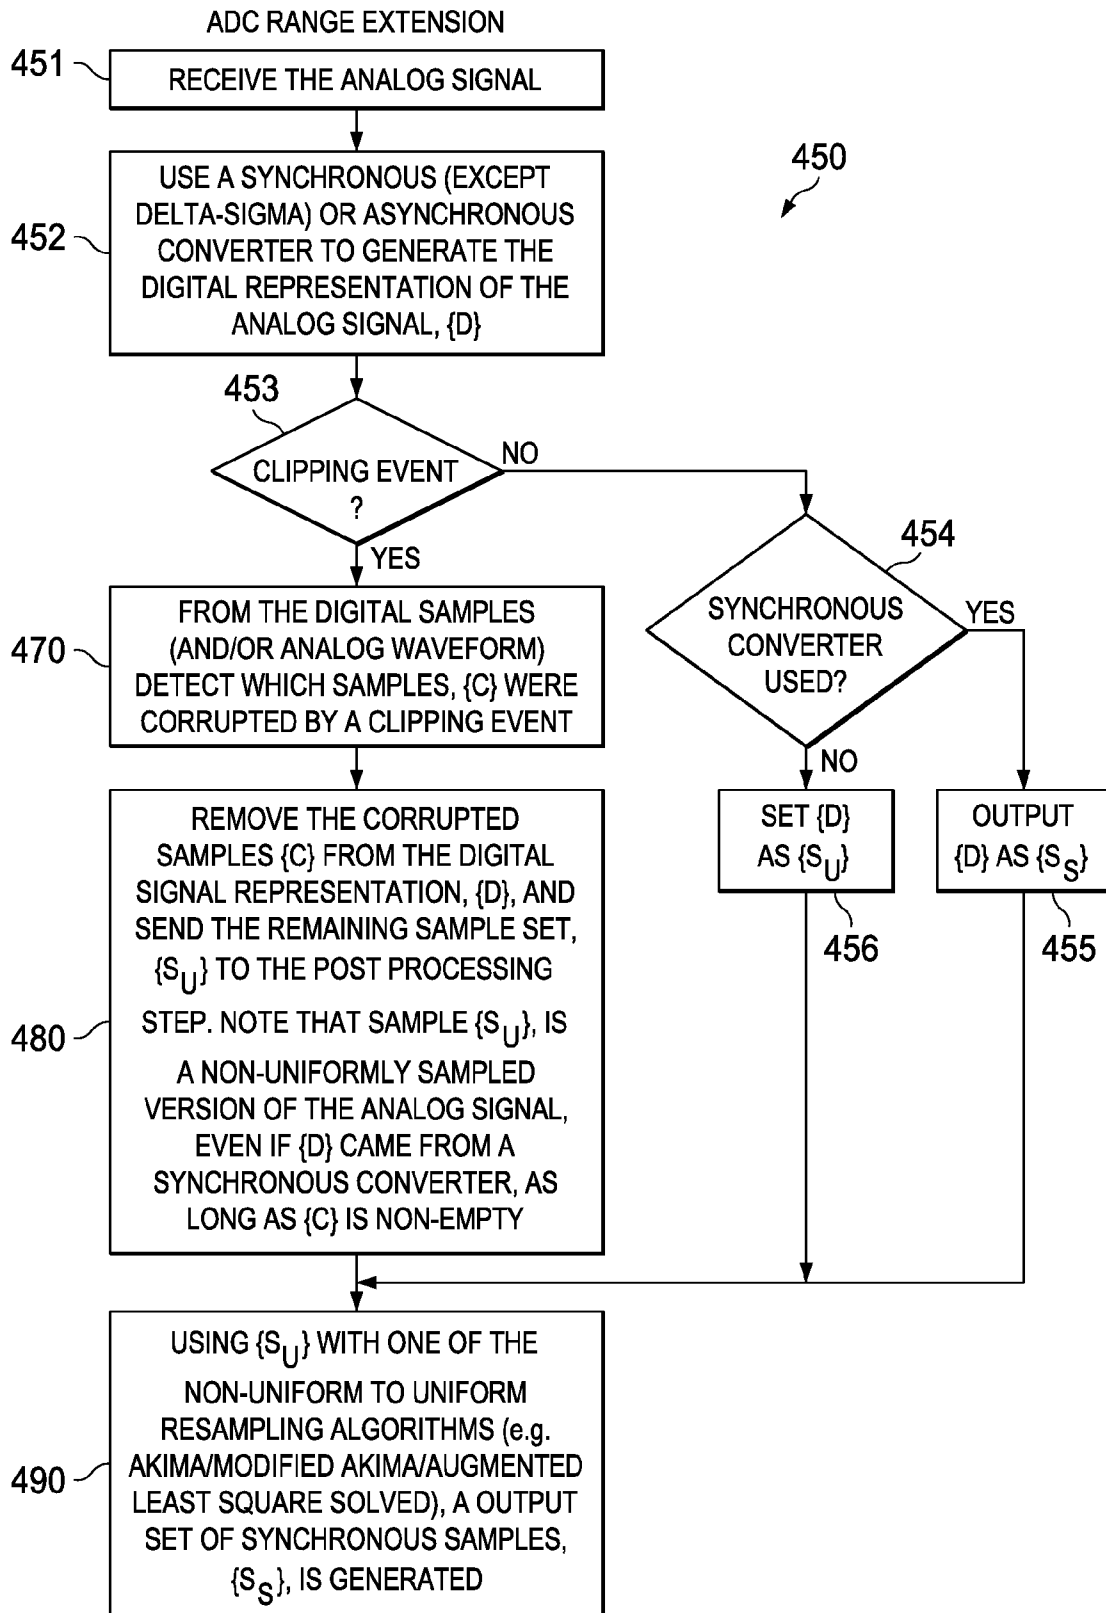 ADC RANGE EXTENSION
451
RECEIVE THE ANALOG SIGNAL
450
452
USE A SYNCHRONOUS (EXCEPT
DELTA-SIGMA) OR ASYNCHRONOUS
CONVERTER TO GENERATE THE
DIGITAL REPRESENTATION OF THE
ANALOG SIGNAL, {D}
453
CLIPPING EVENT
?
NO
YES
454
SYNCHRONOUS
CONVERTER
USED?
YES
NO
470
FROM THE DIGITAL SAMPLES
(AND/OR ANALOG WAVEFORM)
DETECT WHICH SAMPLES, {C} WERE
CORRUPTED BY A CLIPPING EVENT
SET {D}
AS {SU}
456
OUTPUT
{D} AS {SS}
455
480
REMOVE THE CORRUPTED
SAMPLES {C} FROM THE DIGITAL
SIGNAL REPRESENTATION, {D}, AND
SEND THE REMAINING SAMPLE SET,
{SU} TO THE POST PROCESSING
STEP. NOTE THAT SAMPLE {SU}, IS
A NON-UNIFORMLY SAMPLED
VERSION OF THE ANALOG SIGNAL,
EVEN IF {D} CAME FROM A
SYNCHRONOUS CONVERTER, AS
LONG AS {C} IS NON-EMPTY
490
USING {SU} WITH ONE OF THE
NON-UNIFORM TO UNIFORM
RESAMPLING ALGORITHMS (e.g.
AKIMA/MODIFIED AKIMA/AUGMENTED
LEAST SQUARE SOLVED), A OUTPUT
SET OF SYNCHRONOUS SAMPLES,
{SS}, IS GENERATED